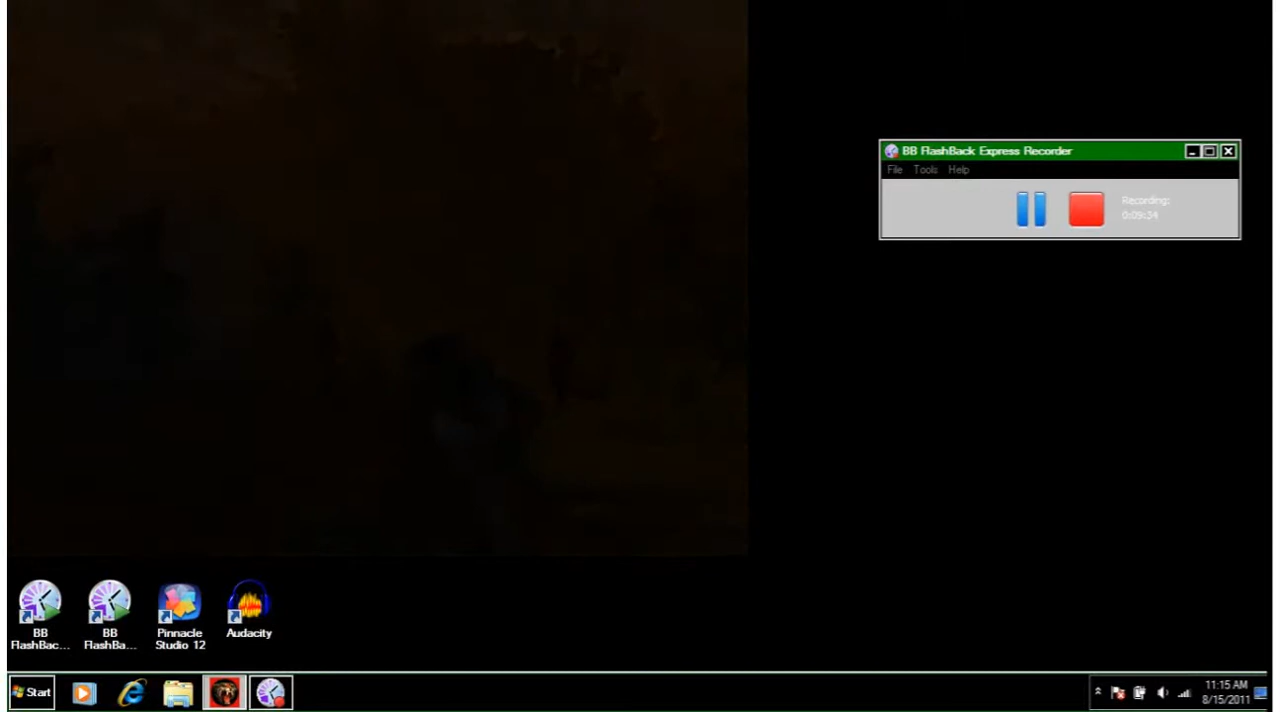 BB FlashBack Express Recorder
File Tools Help
Recording:
0:09:34
BB
FlashBac...
BB
FlashBa...
Pinnacle
Studio 12
Audacity
Start
11:15 AM
8/15/2011